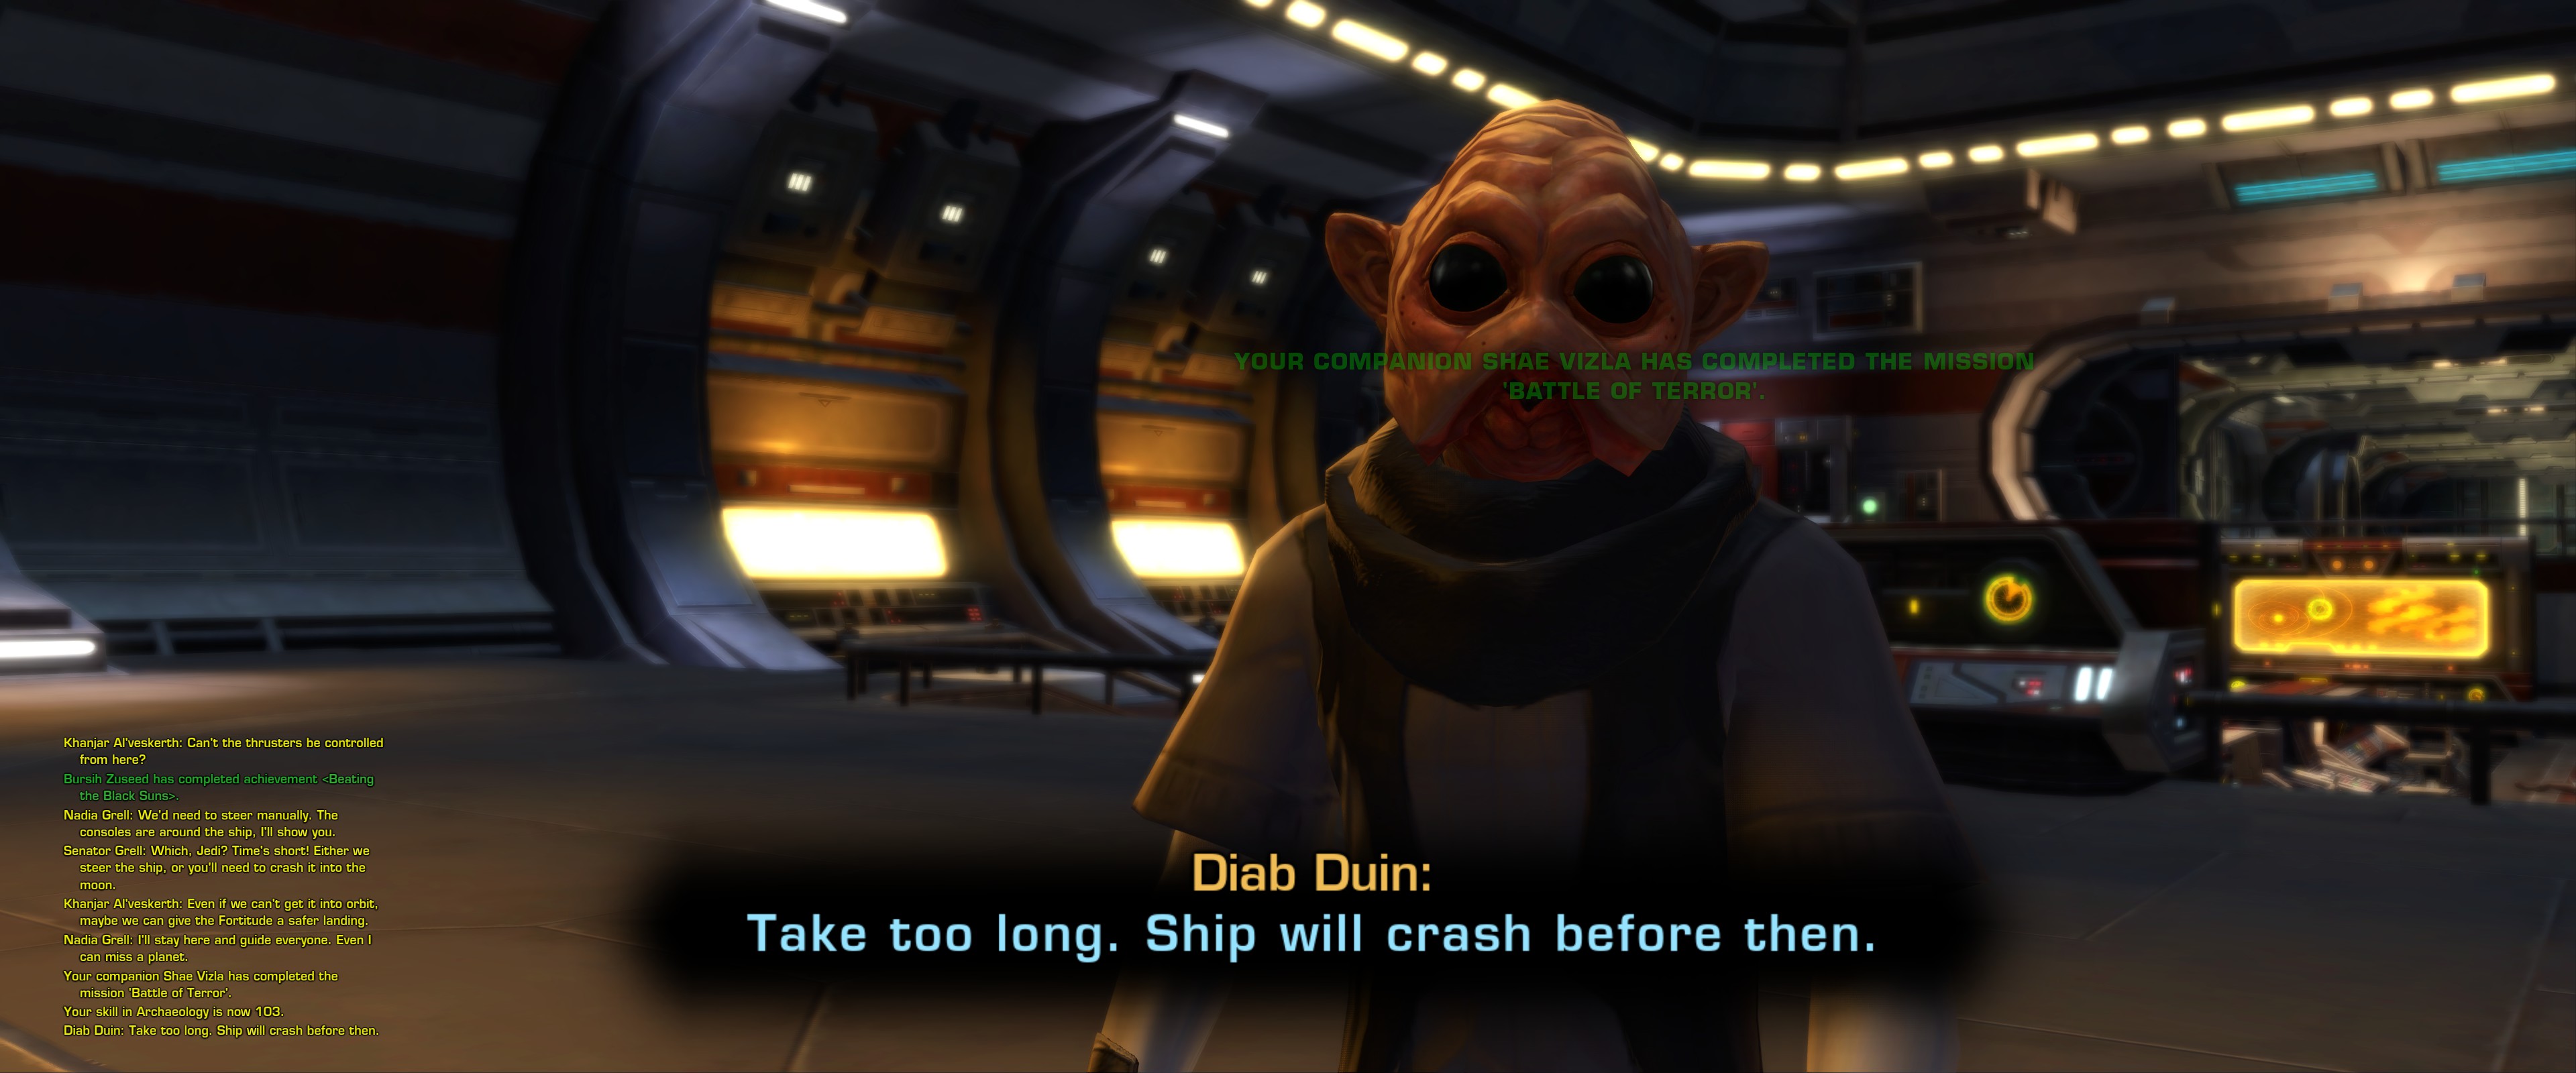 YOUR COMPANION SHAE VIZLA HAS COMPLETED THE MISSION
'BATTLE OF TERROR'.
Khanjar Al'veskerth: Can't the thrusters be controlled
from here?
Bursih Zuseed has completed achievement <Beating
the Black Suns>.
Nadia Grell: We'd need to steer manually. The
consoles are around the ship, I'll show you.
Senator Grell: Which, Jedi? Time's short! Either we
steer the ship, or you'll need to crash it into the
moon.
Khanjar Al'veskerth: Even if we can't get it into orbit,
maybe we can give the Fortitude a safer landing.
Nadia Grell: I'll stay here and guide everyone. Even I
can miss a planet.
Your companion Shae Vizla has completed the
mission 'Battle of Terror'.
Your skill in Archaeology is now 103.
Diab Duin: Take too long. Ship will crash before then.
Diab Duin:
Take too long. Ship will crash before then.